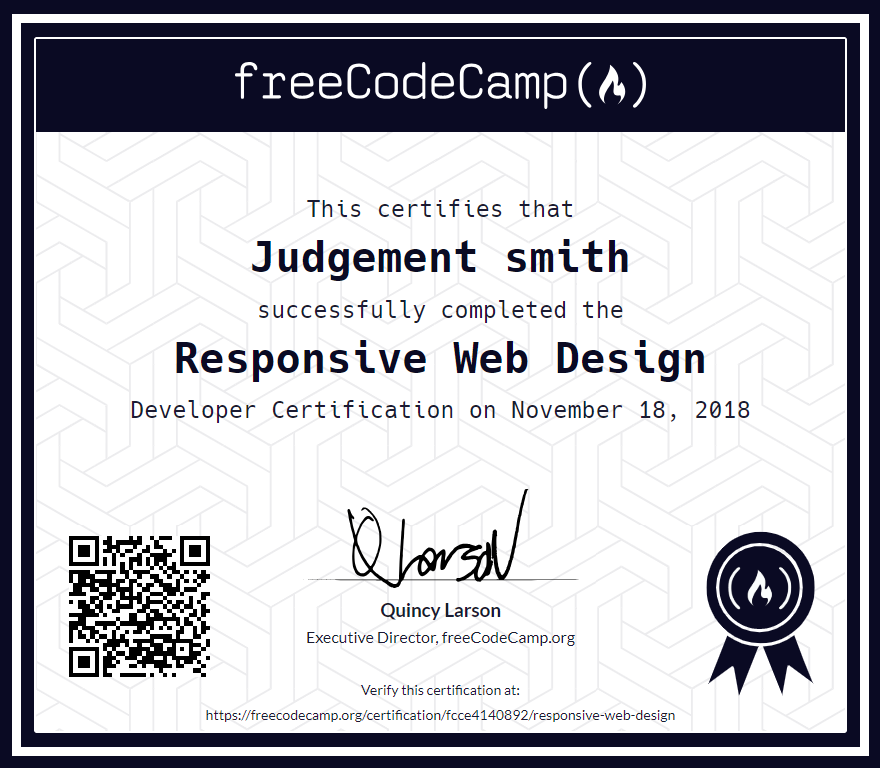 freeCodeCamp
This certifies that
Judgement smith
successfully completed the
Responsive Web Design
Developer Certification on November 18, 2018
Q Larson
Quincy Larson
Executive Director, freeCodeCamp.org
Verify this certification at:
https://freecodecamp.org/certification/fcce4140892/responsive-web-design